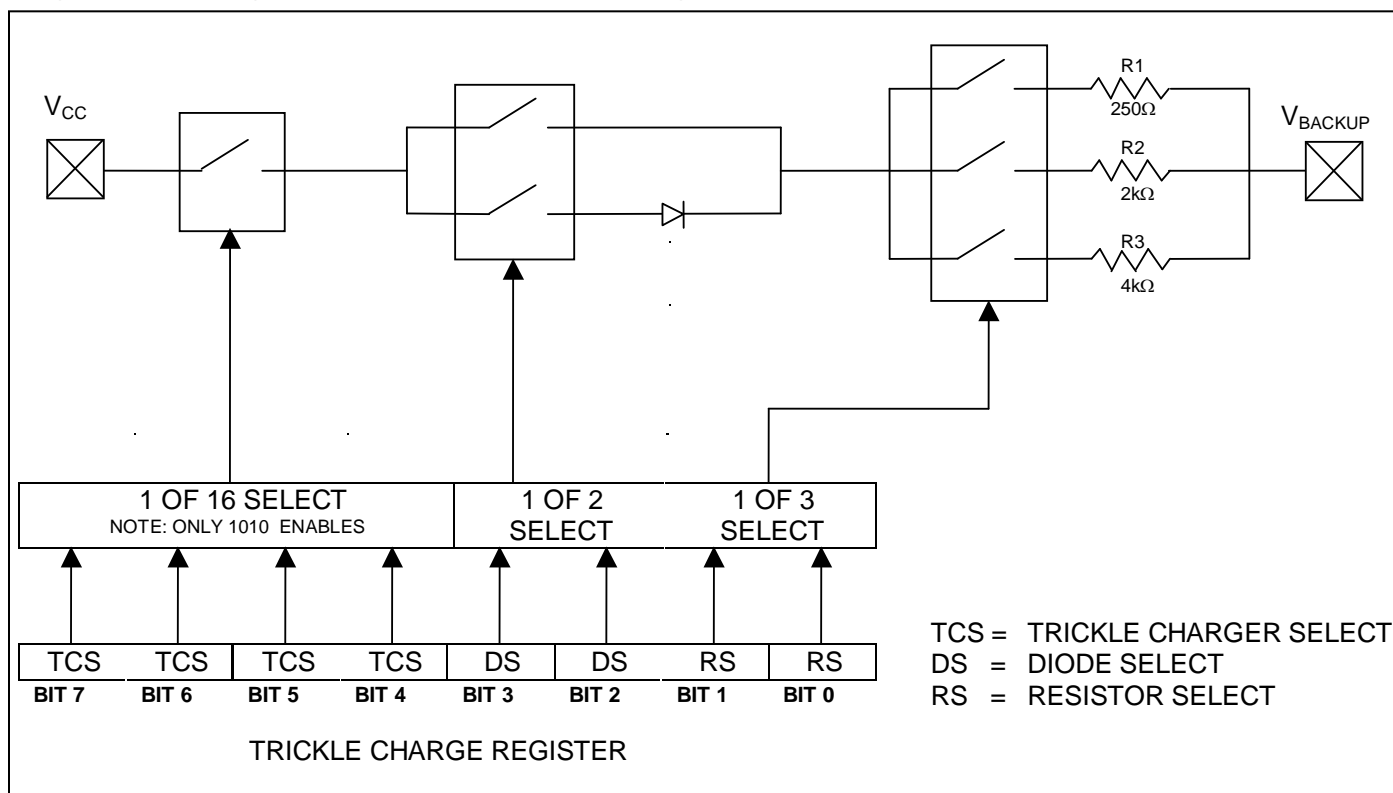 V_CC
R1
250Ω
V_BACKUP
R2
2kΩ
R3
4kΩ
1 OF 16 SELECT
NOTE: ONLY 1010 ENABLES
1 OF 2
SELECT
1 OF 3
SELECT
TCS TCS TCS TCS DS DS RS RS
BIT 7 BIT 6 BIT 5 BIT 4 BIT 3 BIT 2 BIT 1 BIT 0
TCS = TRICKLE CHARGER SELECT
DS = DIODE SELECT
RS = RESISTOR SELECT
TRICKLE CHARGE REGISTER